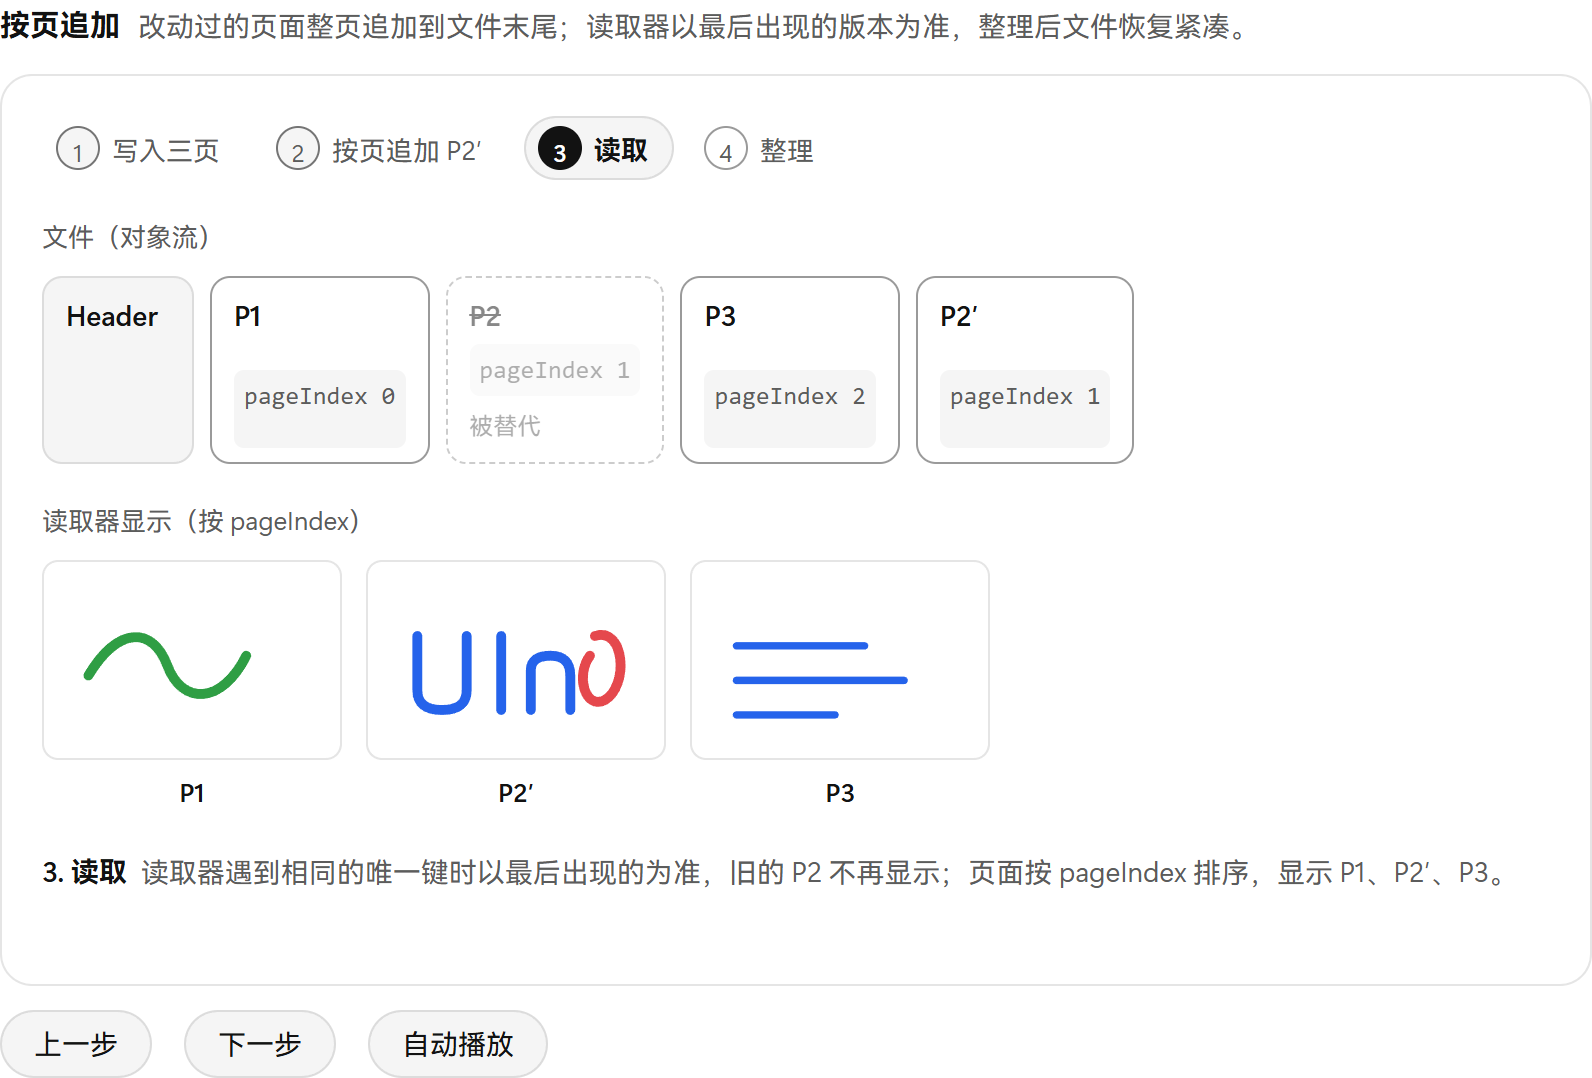 按页追加 改动过的页面整页追加到文件末尾；读取器以最后出现的版本为准，整理后文件恢复紧凑。
1 写入三页 2 按页追加 P2′ 3 读取 4 整理
文件（对象流）
Header P1 P2 P3 P2′
pageIndex 0 pageIndex 1 pageIndex 2 pageIndex 1
被替代
读取器显示（按 pageIndex）
UIn
P1 P2′ P3
3. 读取 读取器遇到相同的唯一键时以最后出现的为准，旧的 P2 不再显示；页面按 pageIndex 排序，显示 P1、P2′、P3。
上一步 下一步 自动播放